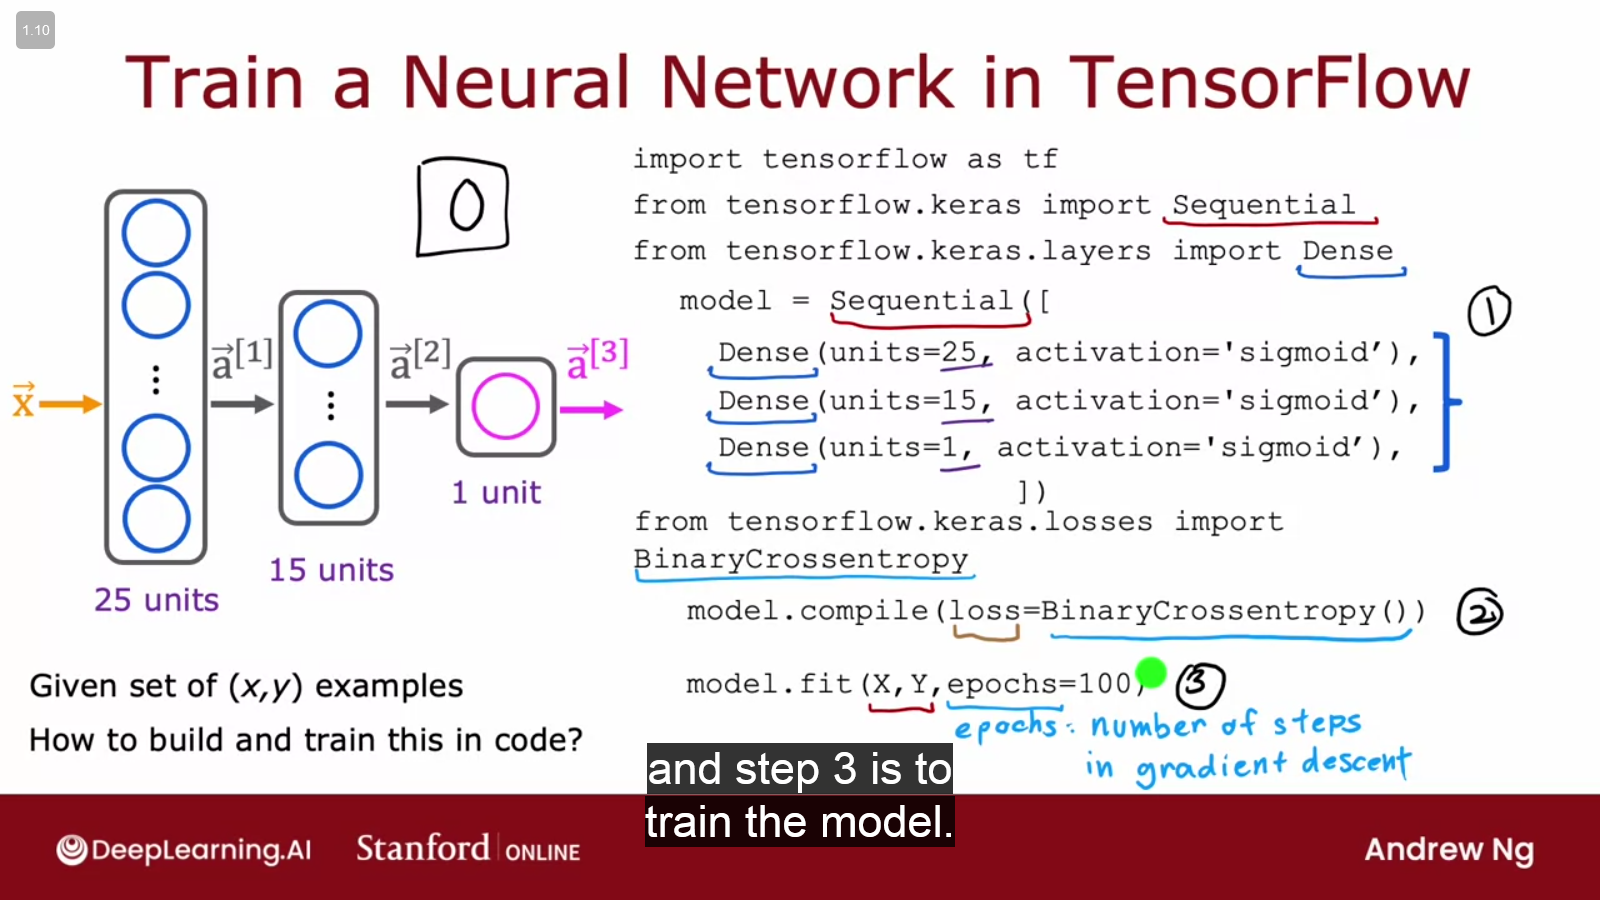 1.10
Train a Neural Network in TensorFlow
0
import tensorflow as tf
from tensorflow.keras import Sequential
from tensorflow.keras.layers import Dense
model = Sequential([
Dense(units=25, activation='sigmoid’),
Dense(units=15, activation='sigmoid’),
Dense(units=1, activation='sigmoid’),
])
①
from tensorflow.keras.losses import
BinaryCrossentropy
model.compile(loss=BinaryCrossentropy()) ②
model.fit(X,Y,epochs=100) ③
epochs: number of steps
in gradient descent
x⃗
a⃗[1]
a⃗[2]
a⃗[3]
25 units
15 units
1 unit
Given set of (x,y) examples
How to build and train this in code?
and step 3 is to
train the model.
DeepLearning.AI
Stanford ONLINE
Andrew Ng